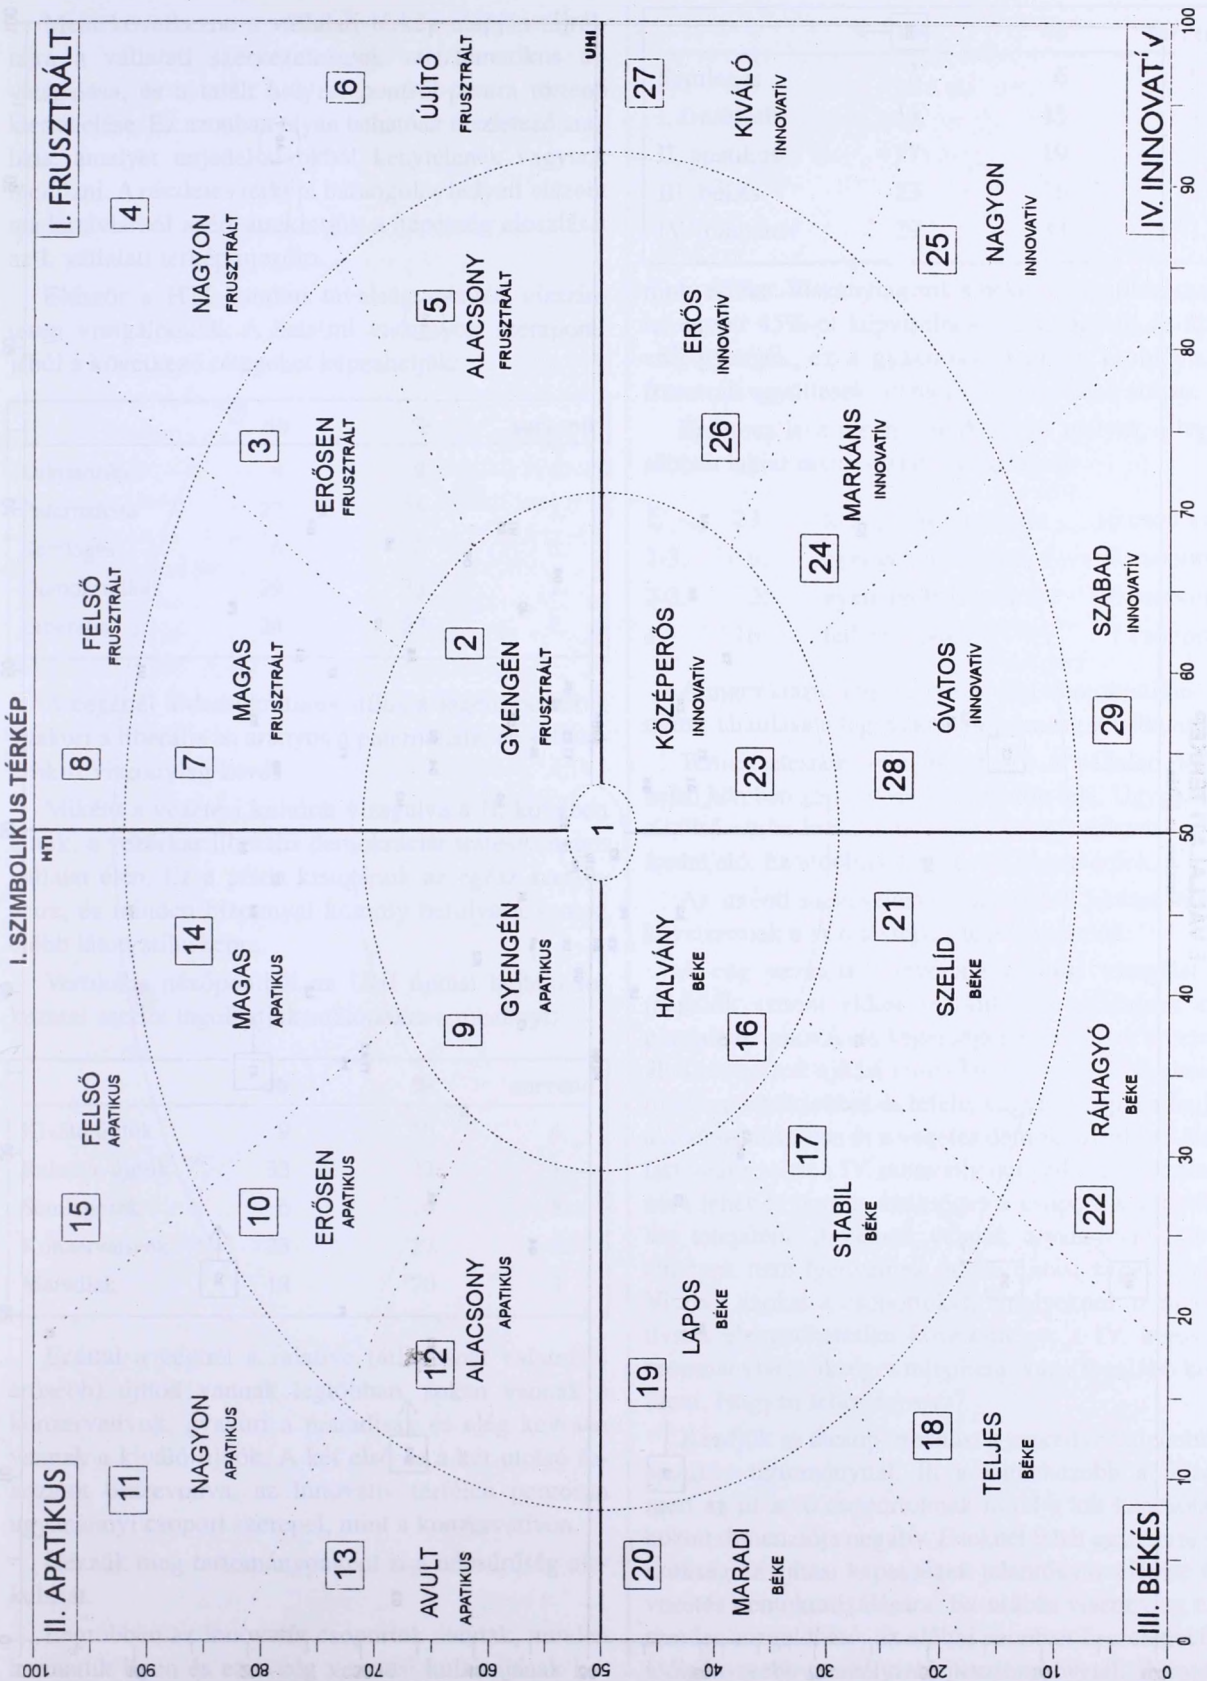 I. SZIMBOLIKUS TÉRKÉP
III. APATIKUS
I. FRUSZTRÁLT
HTI
100
90
80
70
60
50
40
30
20
10
0
15
FELSŐ
APATIKUS
8
FELSŐ
FRUSZTRÁLT
11
NAGYON
APATIKUS
4
NAGYON
FRUSZTRÁLT
14
MAGAS
APATIKUS
7
MAGAS
FRUSZTRÁLT
10
ERŐSEN
APATIKUS
3
ERŐSEN
FRUSZTRÁLT
13
AVULT
APATIKUS
6
ÚJÍTÓ
FRUSZTRÁLT
12
ALACSONY
APATIKUS
5
ALACSONY
FRUSZTRÁLT
9
GYENGÉN
APATIKUS
2
GYENGÉN
FRUSZTRÁLT
1
UHI
20
MARADI
BÉKE
19
LAPOS
BÉKE
16
HALVÁNY
BÉKE
23
KÖZEPERŐS
INNOVATÍV
26
ERŐS
INNOVATÍV
27
KIVÁLÓ
INNOVATÍV
17
STABIL
BÉKE
24
MARKÁNS
INNOVATÍV
21
SZELÍD
BÉKE
28
ÓVATOS
INNOVATÍV
18
TELJES
BÉKE
25
NAGYON
INNOVATÍV
22
RÁHAGYÓ
BÉKE
29
SZABAD
INNOVATÍV
III. BÉKÉS
IV. INNOVATÍV
0
10
20
30
40
50
60
70
80
90
100